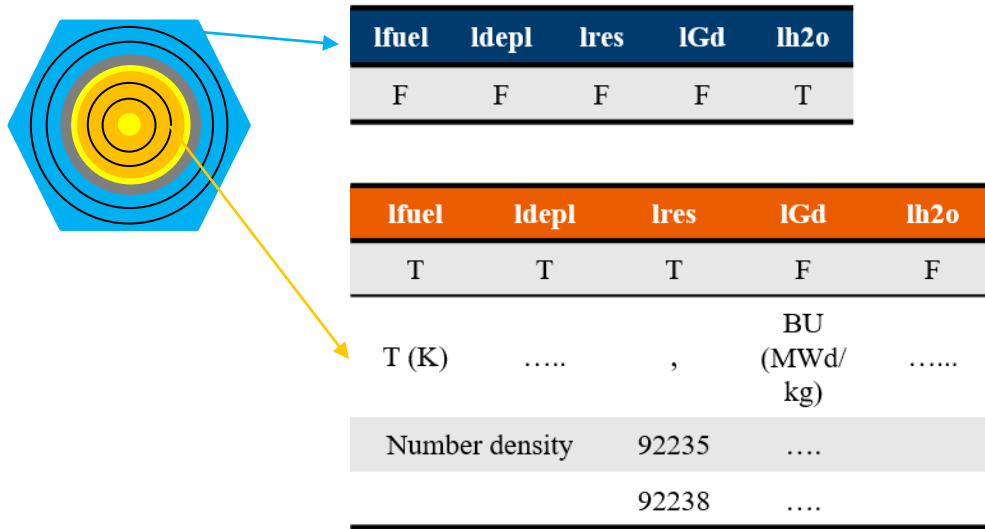 lfuel ldepl lres lGd lh2o
F F F F T
lfuel ldepl lres lGd lh2o
T T T F F
T (K) ….. , BU (MWd/ kg) …...
Number density 92235 ….
92238 ….